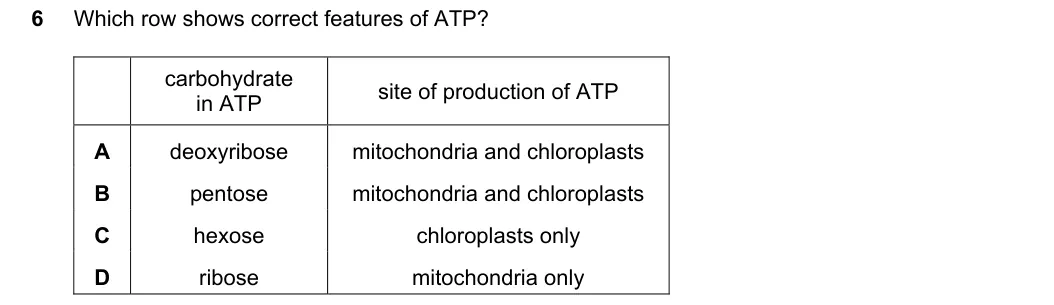 6 Which row shows correct features of ATP?
carbohydrate
in ATP
site of production of ATP
A deoxyribose mitochondria and chloroplasts
B pentose mitochondria and chloroplasts
C hexose chloroplasts only
D ribose mitochondria only